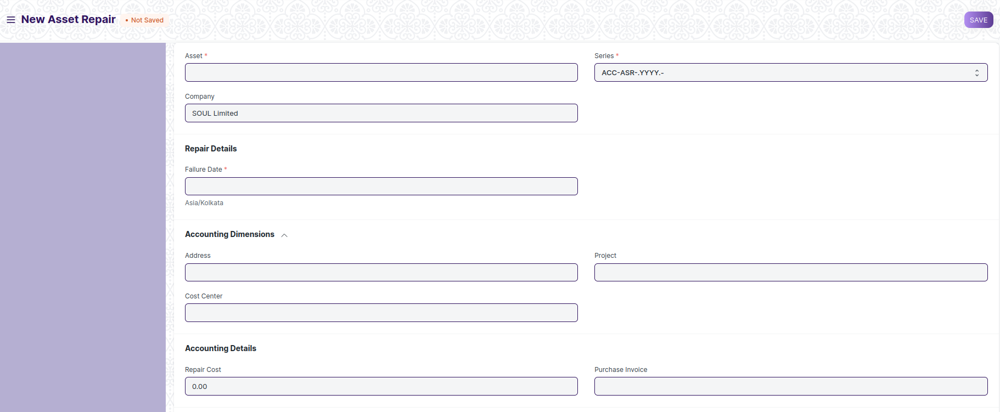 New Asset Repair
• Not Saved
SAVE
Asset *
Series *
ACC-ASR-.YYYY.-
Company
SOUL Limited
Repair Details
Failure Date *
Asia/Kolkata
Accounting Dimensions
Address
Project
Cost Center
Accounting Details
Repair Cost
Purchase Invoice
0.00